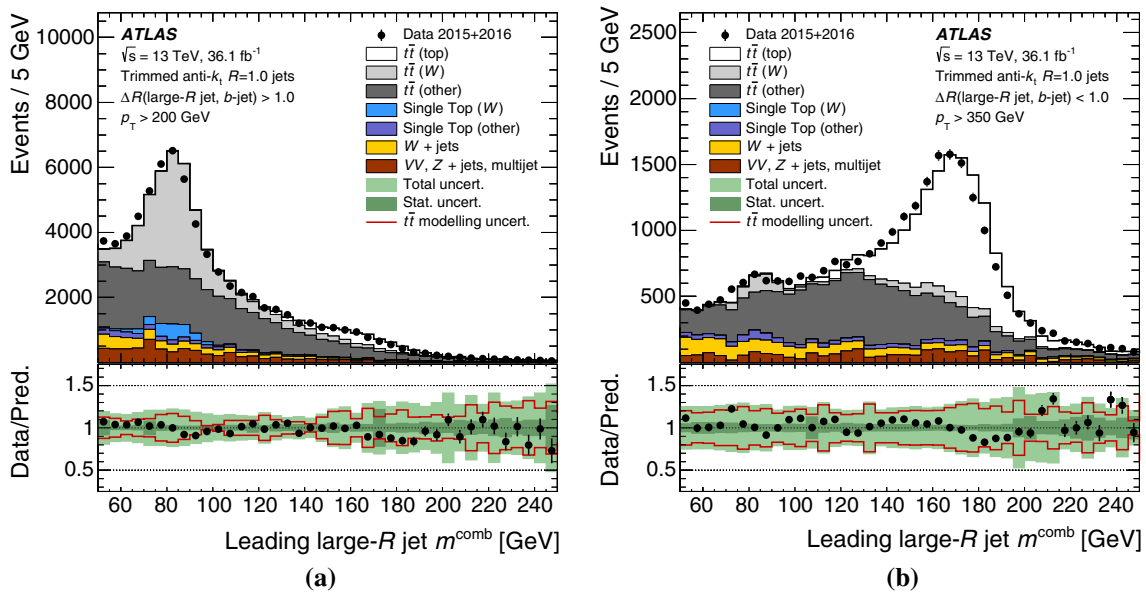 ATLAS
√s = 13 TeV, 36.1 fb⁻¹
Trimmed anti-kₜ R=1.0 jets
ΔR(large-R jet, b-jet) > 1.0
p_T > 200 GeV
Data 2015+2016
tt̄ (top)
tt̄ (W)
tt̄ (other)
Single Top (W)
Single Top (other)
W + jets
VV, Z + jets, multijet
Total uncert.
Stat. uncert.
tt̄ modelling uncert.
Events / 5 GeV
10000
8000
6000
4000
2000
Data/Pred.
1.5
1
0.5
60 80 100 120 140 160 180 200 220 240
Leading large-R jet m^comb [GeV]
(a)
Data 2015+2016
tt̄ (top)
tt̄ (W)
tt̄ (other)
Single Top (W)
Single Top (other)
W + jets
VV, Z + jets, multijet
Total uncert.
Stat. uncert.
tt̄ modelling uncert.
ATLAS
√s = 13 TeV, 36.1 fb⁻¹
Trimmed anti-kₜ R=1.0 jets
ΔR(large-R jet, b-jet) < 1.0
p_T > 350 GeV
Events / 5 GeV
2500
2000
1500
1000
500
Data/Pred.
1.5
1
0.5
60 80 100 120 140 160 180 200 220 240
Leading large-R jet m^comb [GeV]
(b)